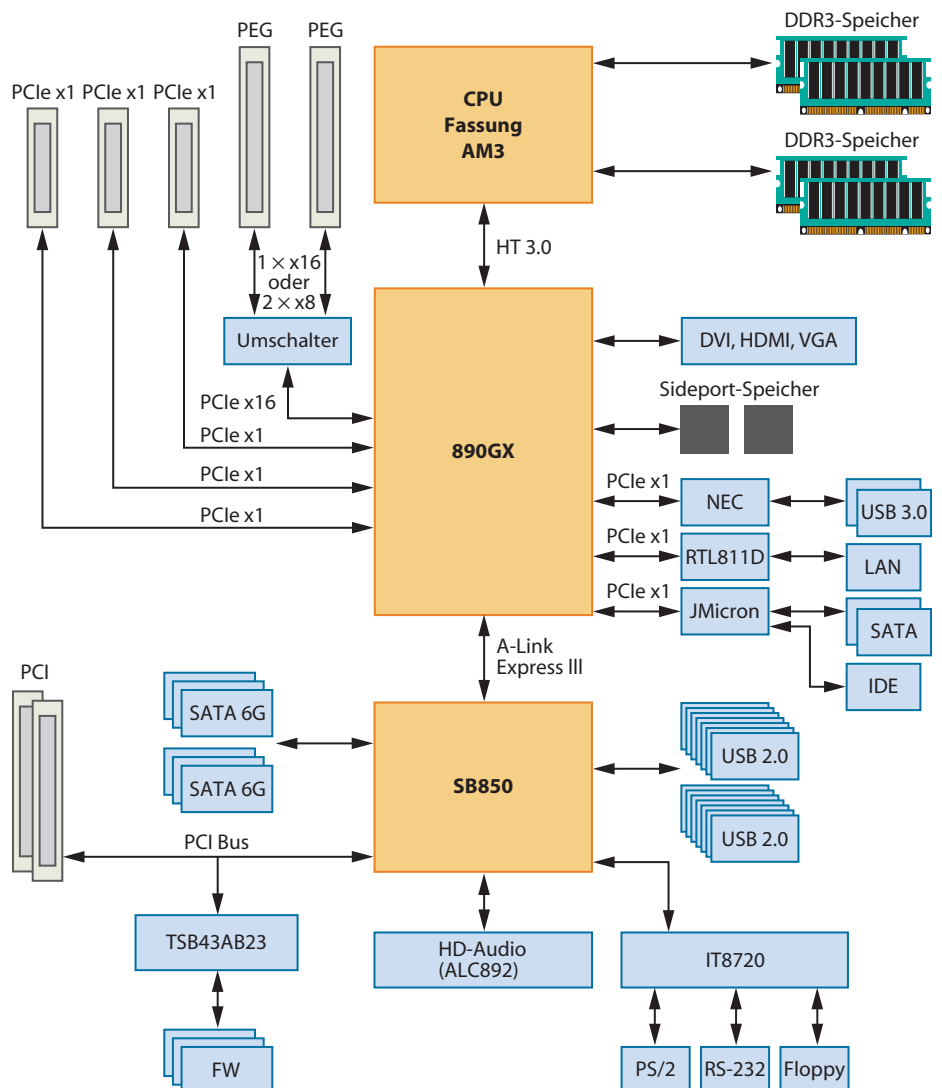 PEG
PEG
DDR3-Speicher
PCIe x1
PCIe x1
PCIe x1
CPU
Fassung
AM3
DDR3-Speicher
HT 3.0
1 × x16
oder
2 × x8
Umschalter
DVI, HDMI, VGA
PCIe x16
Sideport-Speicher
PCIe x1
890GX
PCIe x1
PCIe x1
NEC
USB 3.0
PCIe x1
PCIe x1
RTL811D
LAN
PCIe x1
JMicron
SATA
A-Link
Express III
IDE
PCI
SATA 6G
SATA 6G
SB850
USB 2.0
USB 2.0
PCI Bus
TSB43AB23
HD-Audio
(ALC892)
IT8720
FW
PS/2
RS-232
Floppy